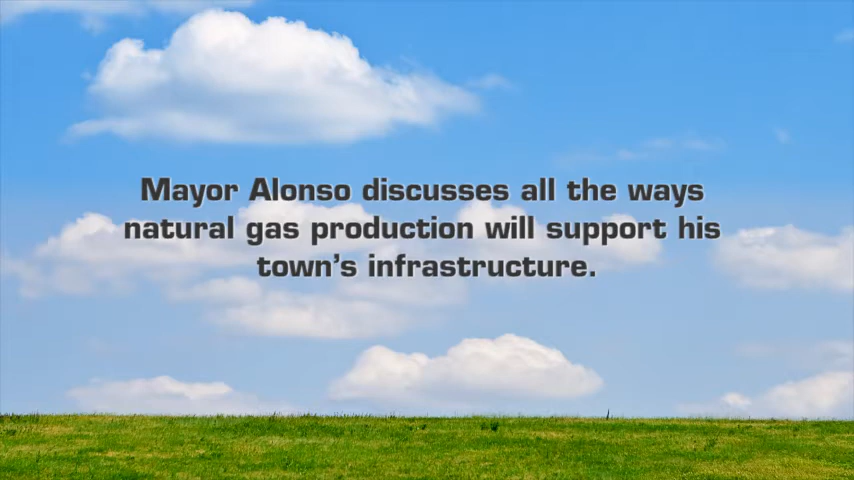 Mayor Alonso discusses all the ways
natural gas production will support his
town's infrastructure.